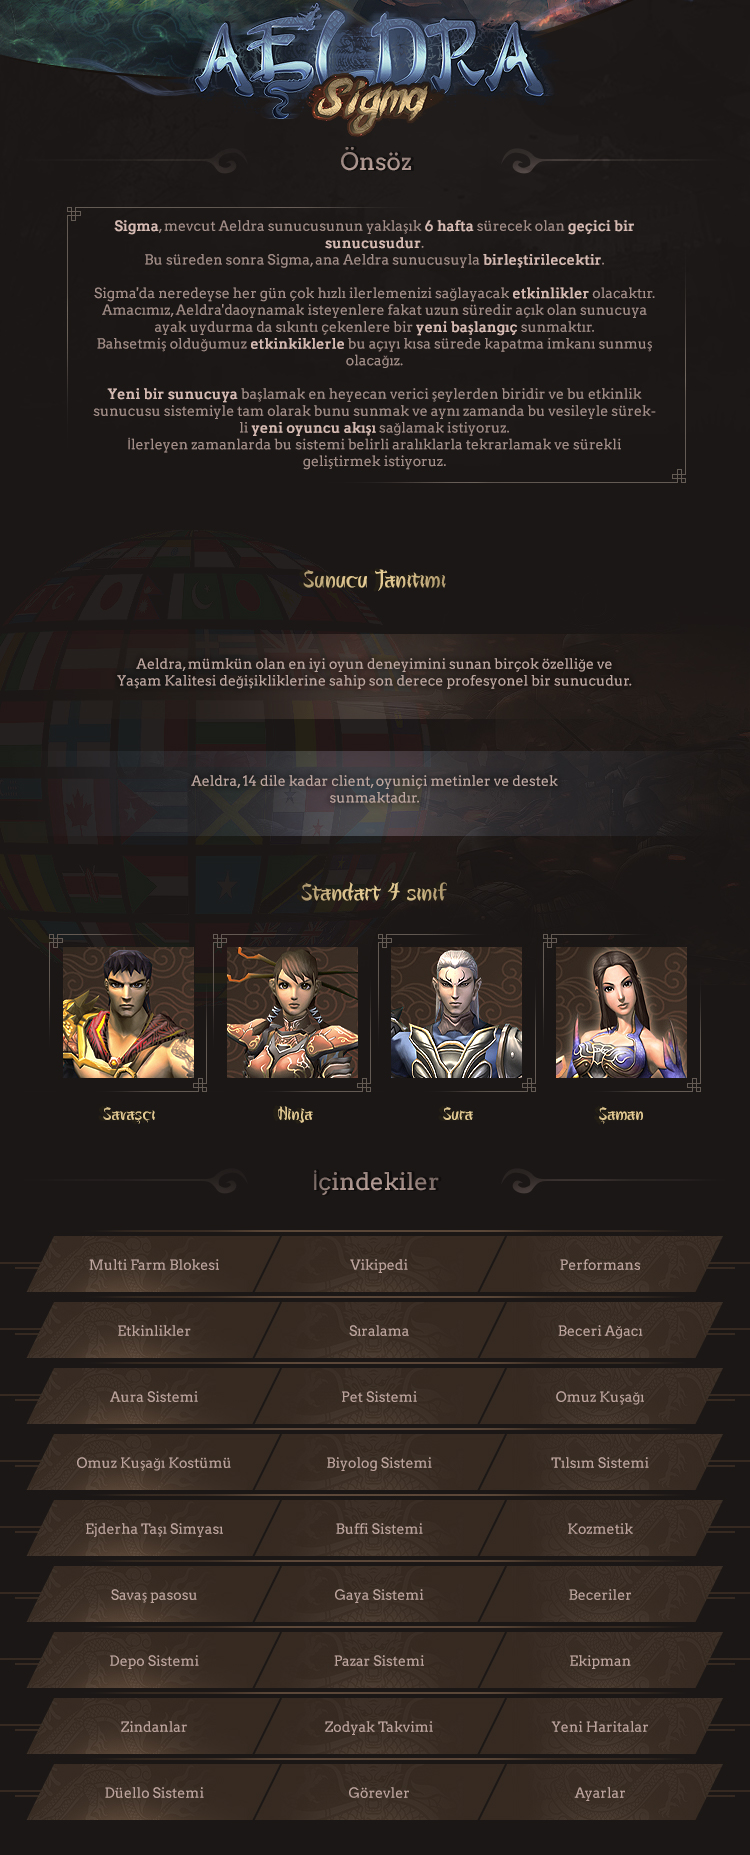 AELDRA
Sigma
Önsöz
Sigma, mevcut Aeldra sunucusunun yaklaşık 6 hafta sürecek olan geçici bir
sunucusudur.
Bu süreden sonra Sigma, ana Aeldra sunucusuyla birleştirilecektir.
Sigma'da neredeyse her gün çok hızlı ilerlemenizi sağlayacak etkinlikler olacaktır.
Amacımız, Aeldra'daoynamak isteyenlere fakat uzun süredir açık olan sunucuya
ayak uydurma da sıkıntı çekenlere bir yeni başlangıç sunmaktır.
Bahsetmiş olduğumuz etkinkiklerle bu açıyı kısa sürede kapatma imkanı sunmuş
olacağız.
Yeni bir sunucuya başlamak en heyecan verici şeylerden biridir ve bu etkinlik
sunucusu sistemiyle tam olarak bunu sunmak ve aynı zamanda bu vesileyle sürek-
li yeni oyuncu akışı sağlamak istiyoruz.
İlerleyen zamanlarda bu sistemi belirli aralıklarla tekrarlamak ve sürekli
geliştirmek istiyoruz.
Sunucu Tanıtımı
Aeldra, mümkün olan en iyi oyun deneyimini sunan birçok özelliğe ve
Yaşam Kalitesi değişikliklerine sahip son derece profesyonel bir sunucudur.
Aeldra, 14 dile kadar client, oyuniçi metinler ve destek
sunmaktadır.
Standart 4 sınıf
Savaşçı Ninja Sura Şaman
İçindekiler
Multi Farm Blokesi Vikipedi Performans
Etkinlikler Sıralama Beceri Ağacı
Aura Sistemi Pet Sistemi Omuz Kuşağı
Omuz Kuşağı Kostümü Biyolog Sistemi Tılsım Sistemi
Ejderha Taşı Simyası Buffi Sistemi Kozmetik
Savaş pasosu Gaya Sistemi Beceriler
Depo Sistemi Pazar Sistemi Ekipman
Zindanlar Zodyak Takvimi Yeni Haritalar
Düello Sistemi Görevler Ayarlar